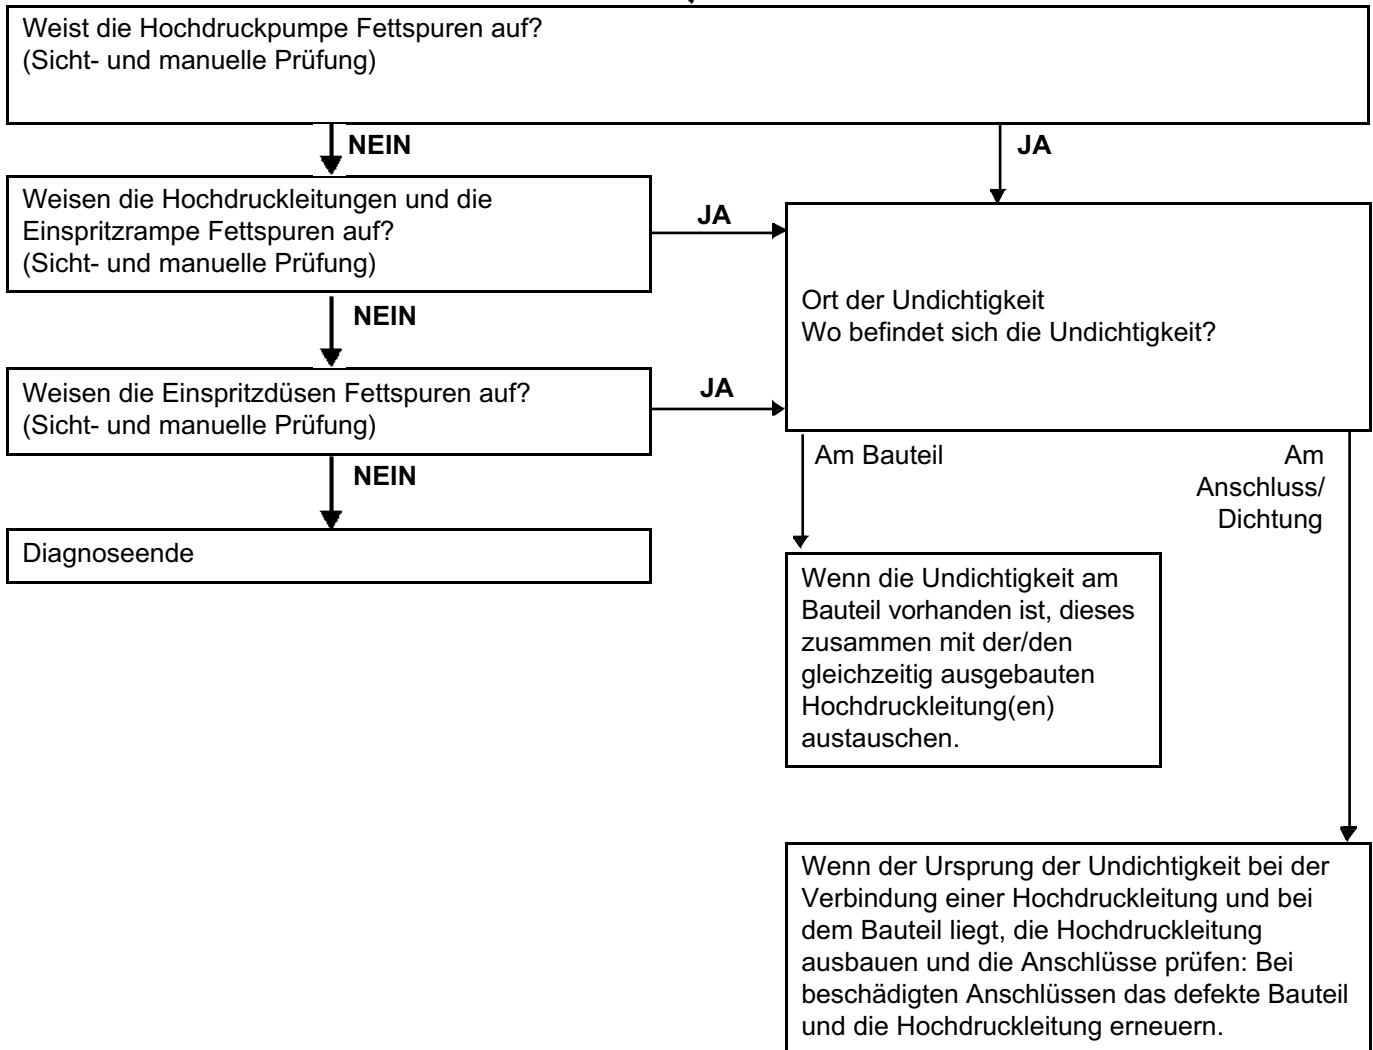 Weist die Hochdruckpumpe Fettspuren auf?
(Sicht- und manuelle Prüfung)
NEIN
JA
Weisen die Hochdruckleitungen und die
Einspritzrampe Fettspuren auf?
(Sicht- und manuelle Prüfung)
JA
Ort der Undichtigkeit
Wo befindet sich die Undichtigkeit?
NEIN
Weisen die Einspritzdüsen Fettspuren auf?
(Sicht- und manuelle Prüfung)
JA
NEIN
Diagnoseende
Am Bauteil
Am
Anschluss/
Dichtung
Wenn die Undichtigkeit am
Bauteil vorhanden ist, dieses
zusammen mit der/den
gleichzeitig ausgebauten
Hochdruckleitung(en)
austauschen.
Wenn der Ursprung der Undichtigkeit bei der
Verbindung einer Hochdruckleitung und bei
dem Bauteil liegt, die Hochdruckleitung
ausbauen und die Anschlüsse prüfen: Bei
beschädigten Anschlüssen das defekte Bauteil
und die Hochdruckleitung erneuern.